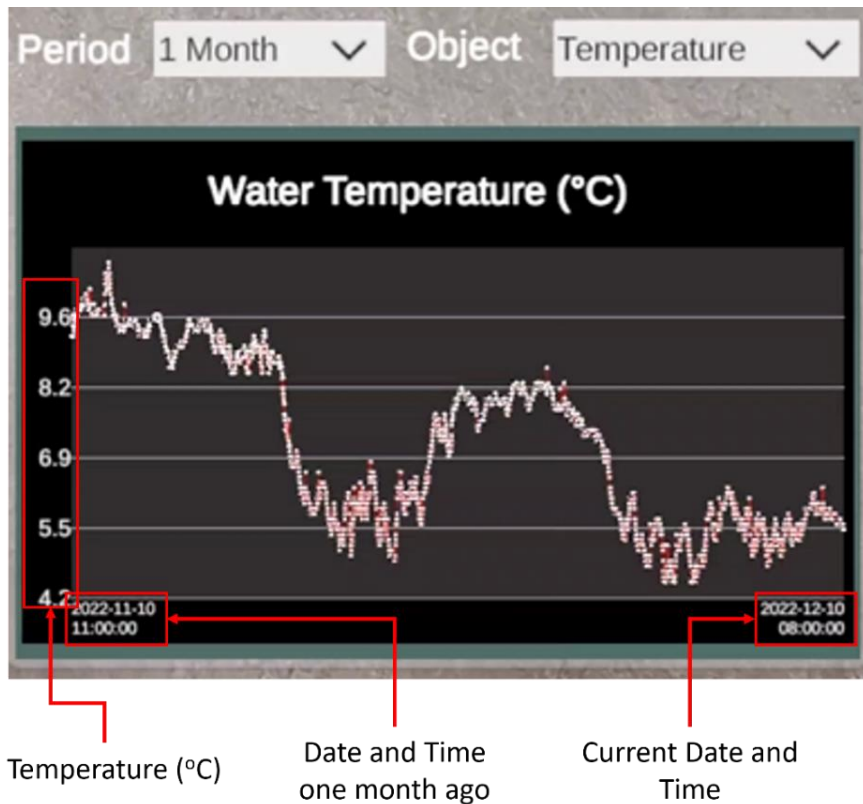 Period 1 Month Object Temperature
Water Temperature (°C)
9.6
8.2
6.9
5.5
4.2
2022-11-10
11:00:00
2022-12-10
08:00:00
Temperature (°C)
Date and Time
one month ago
Current Date and
Time